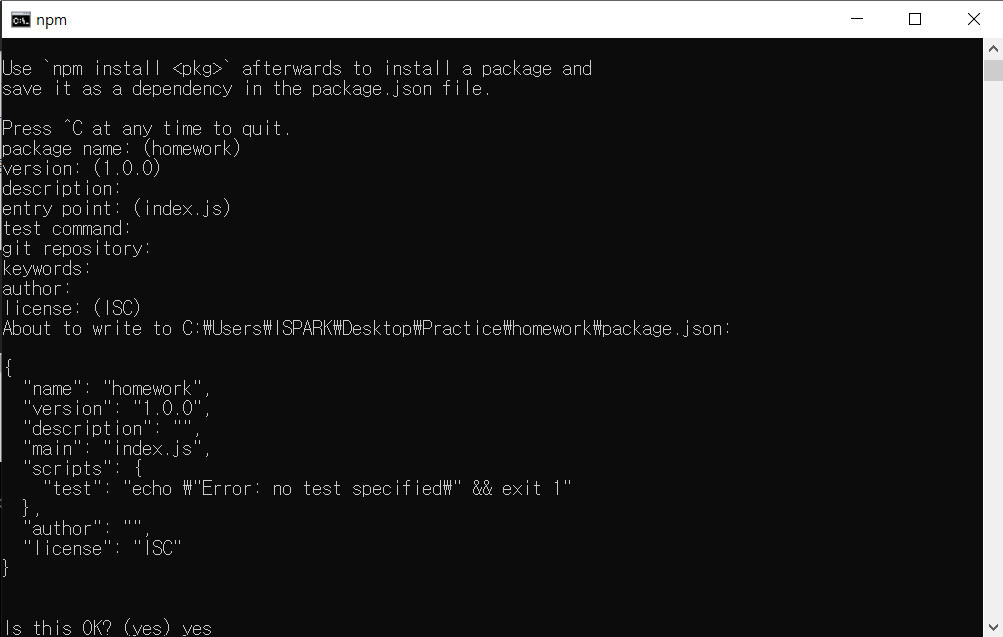 npm
Use `npm install <pkg>` afterwards to install a package and
save it as a dependency in the package.json file.
Press ^C at any time to quit.
package name: (homework)
version: (1.0.0)
description:
entry point: (index.js)
test command:
git repository:
keywords:
author:
license: (ISC)
About to write to C:₩Users₩ISPARK₩Desktop₩Practice₩homework₩package.json:
{
  "name": "homework",
  "version": "1.0.0",
  "description": "",
  "main": "index.js",
  "scripts": {
    "test": "echo ₩"Error: no test specified₩" && exit 1"
  },
  "author": "",
  "license": "ISC"
}
Is this OK? (yes) yes